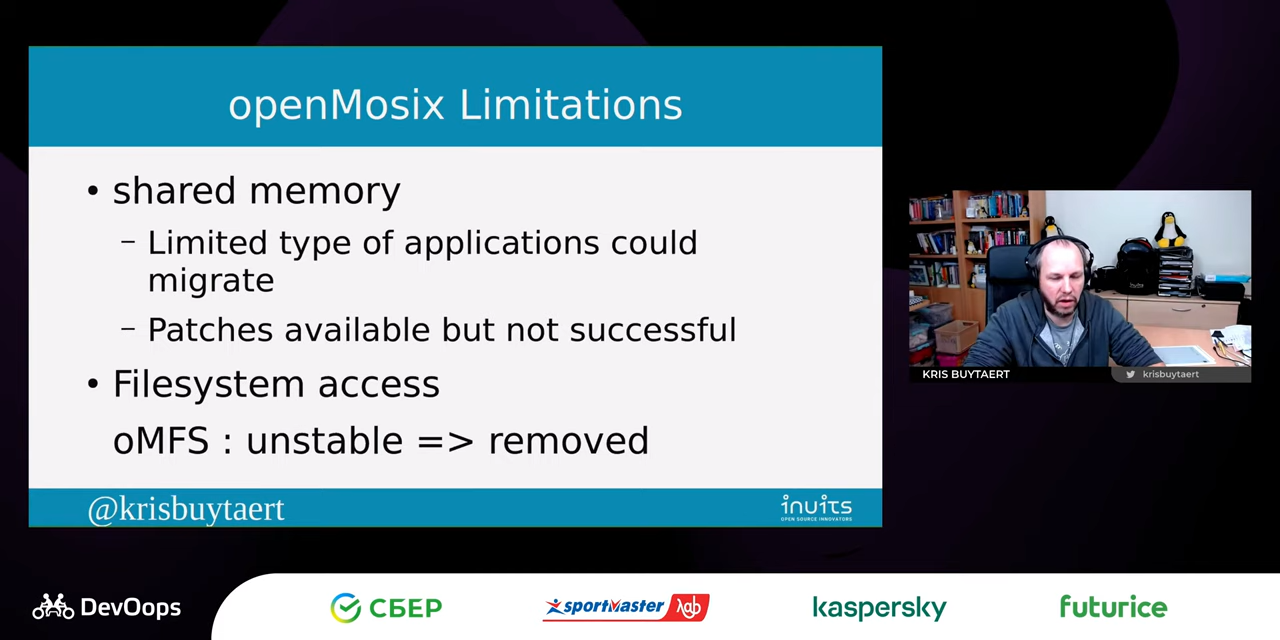 openMosix Limitations
• shared memory
– Limited type of applications could
migrate
– Patches available but not successful
• Filesystem access
oMFS : unstable => removed
@krisbuytaert
inuits
OPEN SOURCE INNOVATORS
KRIS BUYTAERT
krisbuytaert
DevOops
СБЕР
sportmaster лаб
kaspersky
futurice